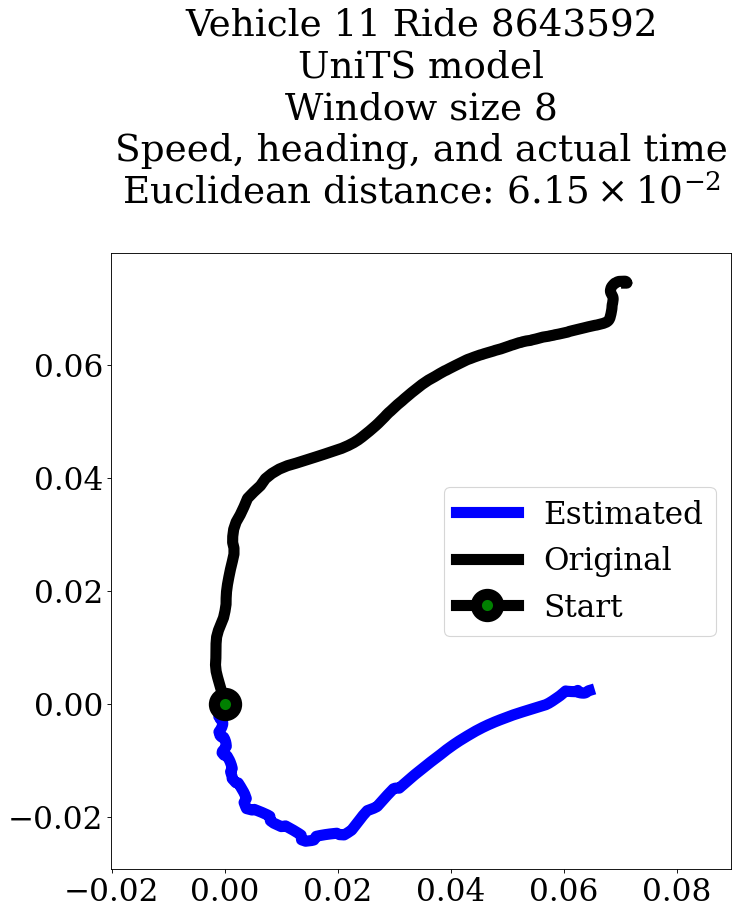 Vehicle 11 Ride 8643592
UniTS model
Window size 8
Speed, heading, and actual time
Euclidean distance: 6.15 × 10⁻²
0.06
0.04
0.02
0.00
−0.02
Estimated
Original
Start
−0.02 0.00 0.02 0.04 0.06 0.08